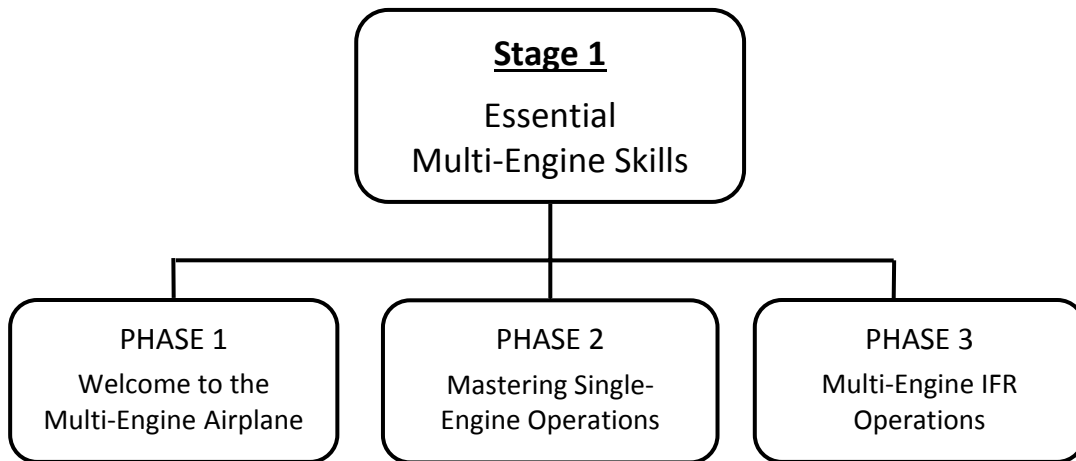 Stage 1
Essential
Multi-Engine Skills
PHASE 1
Welcome to the
Multi-Engine Airplane
PHASE 2
Mastering Single-
Engine Operations
PHASE 3
Multi-Engine IFR
Operations